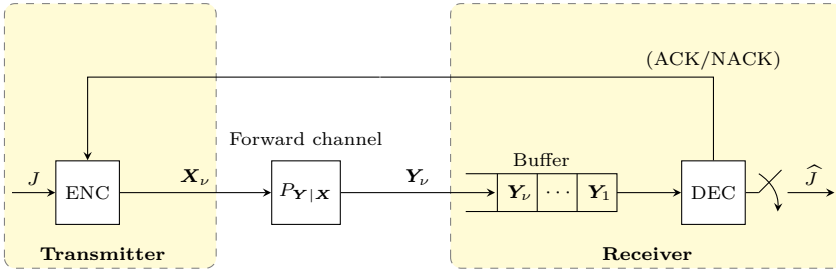 (ACK/NACK)
Forward channel
Buffer
J ENC X_ν P_{Y|X} Y_ν Y_ν ··· Y_1 DEC Ĵ
Transmitter
Receiver